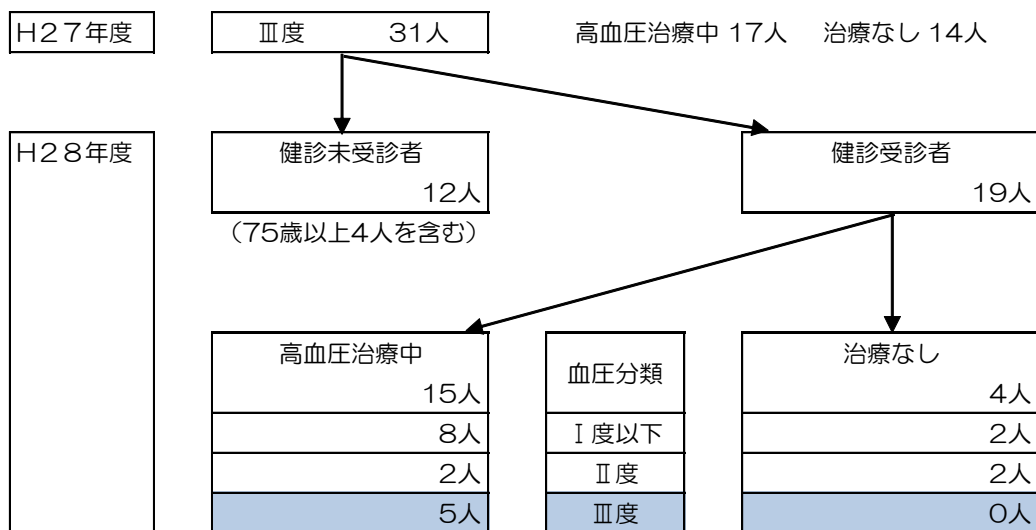 H27年度 Ⅲ度 31人 高血圧治療中 17人 治療なし 14人
H28年度 健診未受診者 健診受診者
12人 19人
（75歳以上4人を含む）
高血圧治療中 血圧分類 治療なし
15人 4人
8人 Ⅰ度以下 2人
2人 Ⅱ度 2人
5人 Ⅲ度 0人